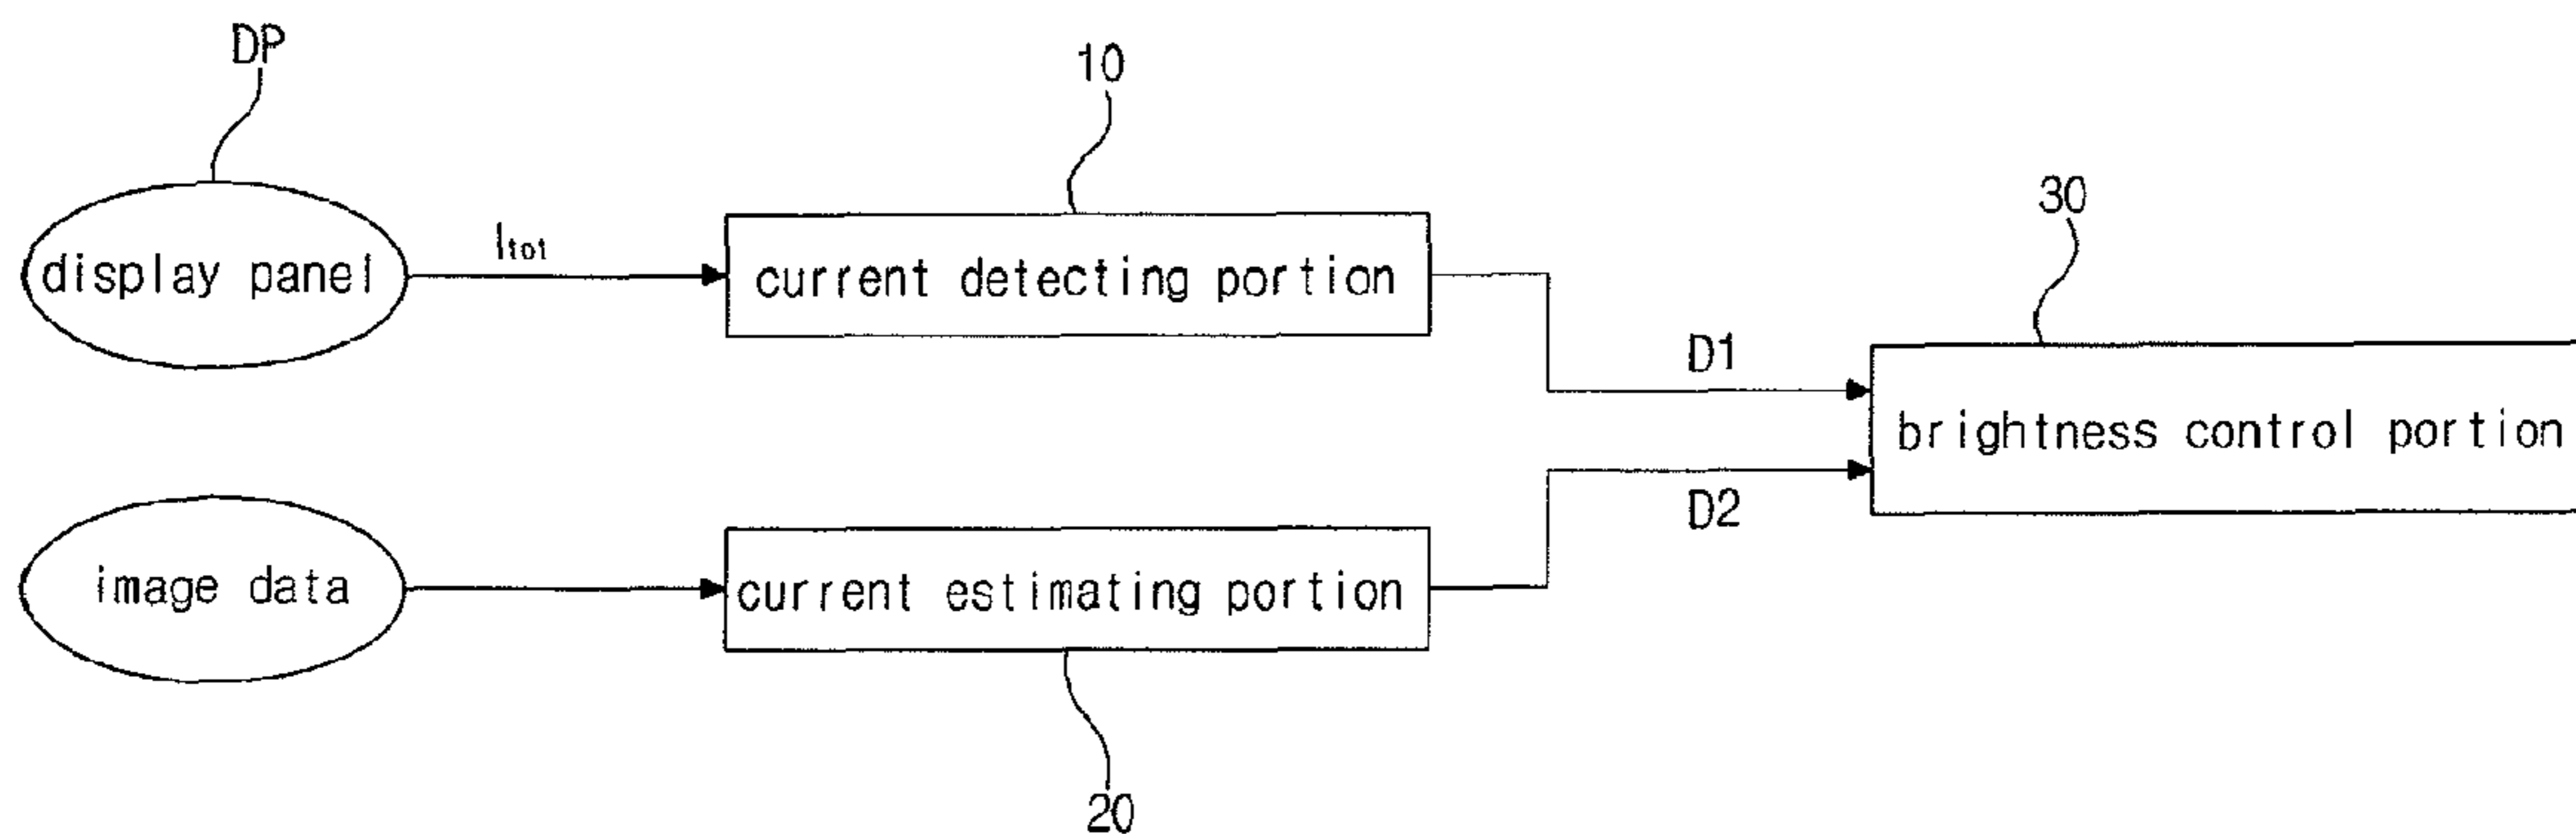 DP
10
30
display panel
Itot
current detecting portion
D1
brightness control portion
D2
image data
current estimating portion
20